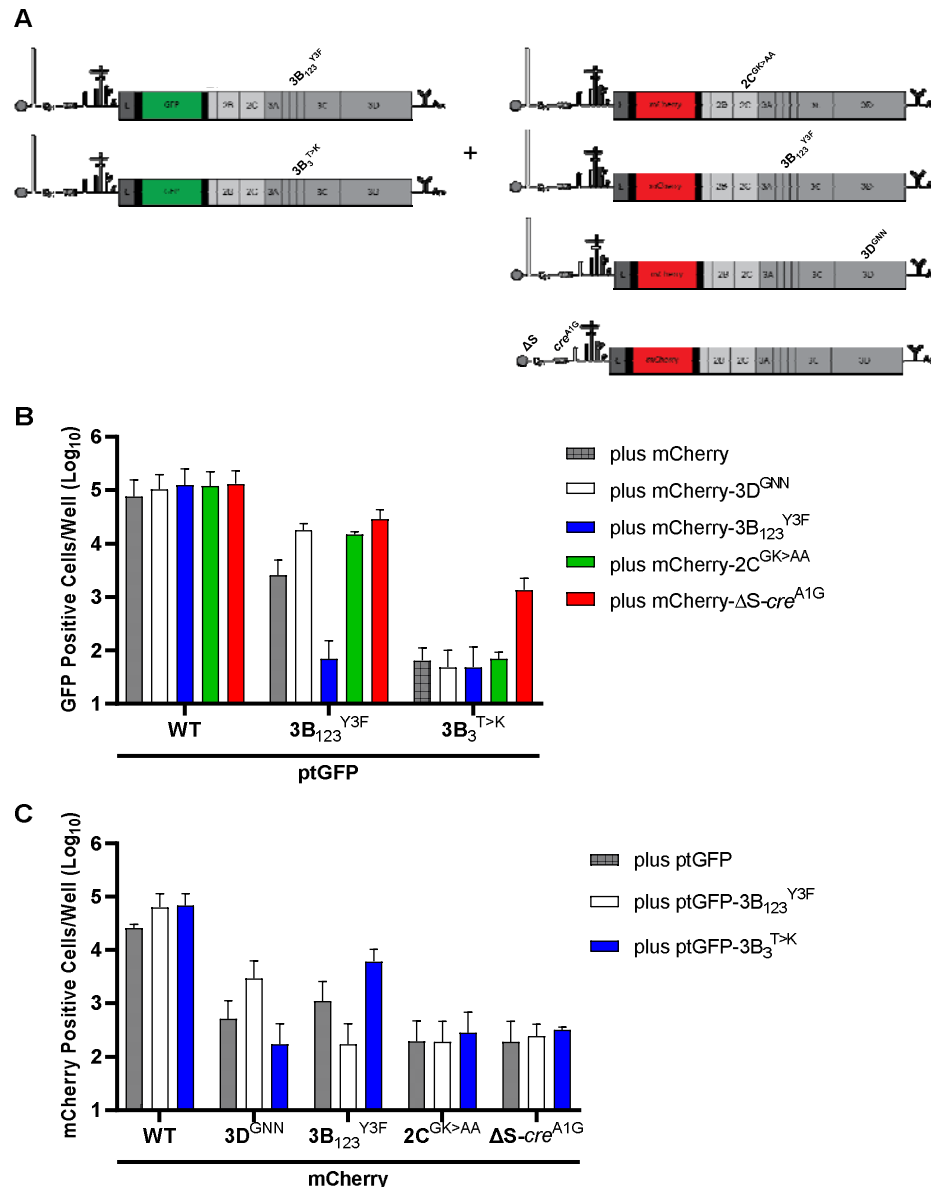 A
3B123Y3F
GFP 2B 2C 3A 3C 3D
3B3T>K
GFP 2B 2C 3A 3C 3D
+
2CGK>AA
L mCherry 2B 2C 3A 3D
3B123Y3F
L mCherry 2B 2C 3A 3C 3D
3DGNN
L mCherry 2B 2C 3A 3C 3D
ΔS creA1G
L mCherry 2B 2C 3A 3C 3D
B
GFP Positive Cells/Well (Log10)
6
5
4
3
2
1
WT 3B123Y3F 3B3T>K
ptGFP
plus mCherry
plus mCherry-3DGNN
plus mCherry-3B123Y3F
plus mCherry-2CGK>AA
plus mCherry-ΔS-creA1G
C
mCherry Positive Cells/Well (Log10)
6
5
4
3
2
1
WT 3DGNN 3B123Y3F 2CGK>AA ΔS-creA1G
mCherry
plus ptGFP
plus ptGFP-3B123Y3F
plus ptGFP-3B3T>K